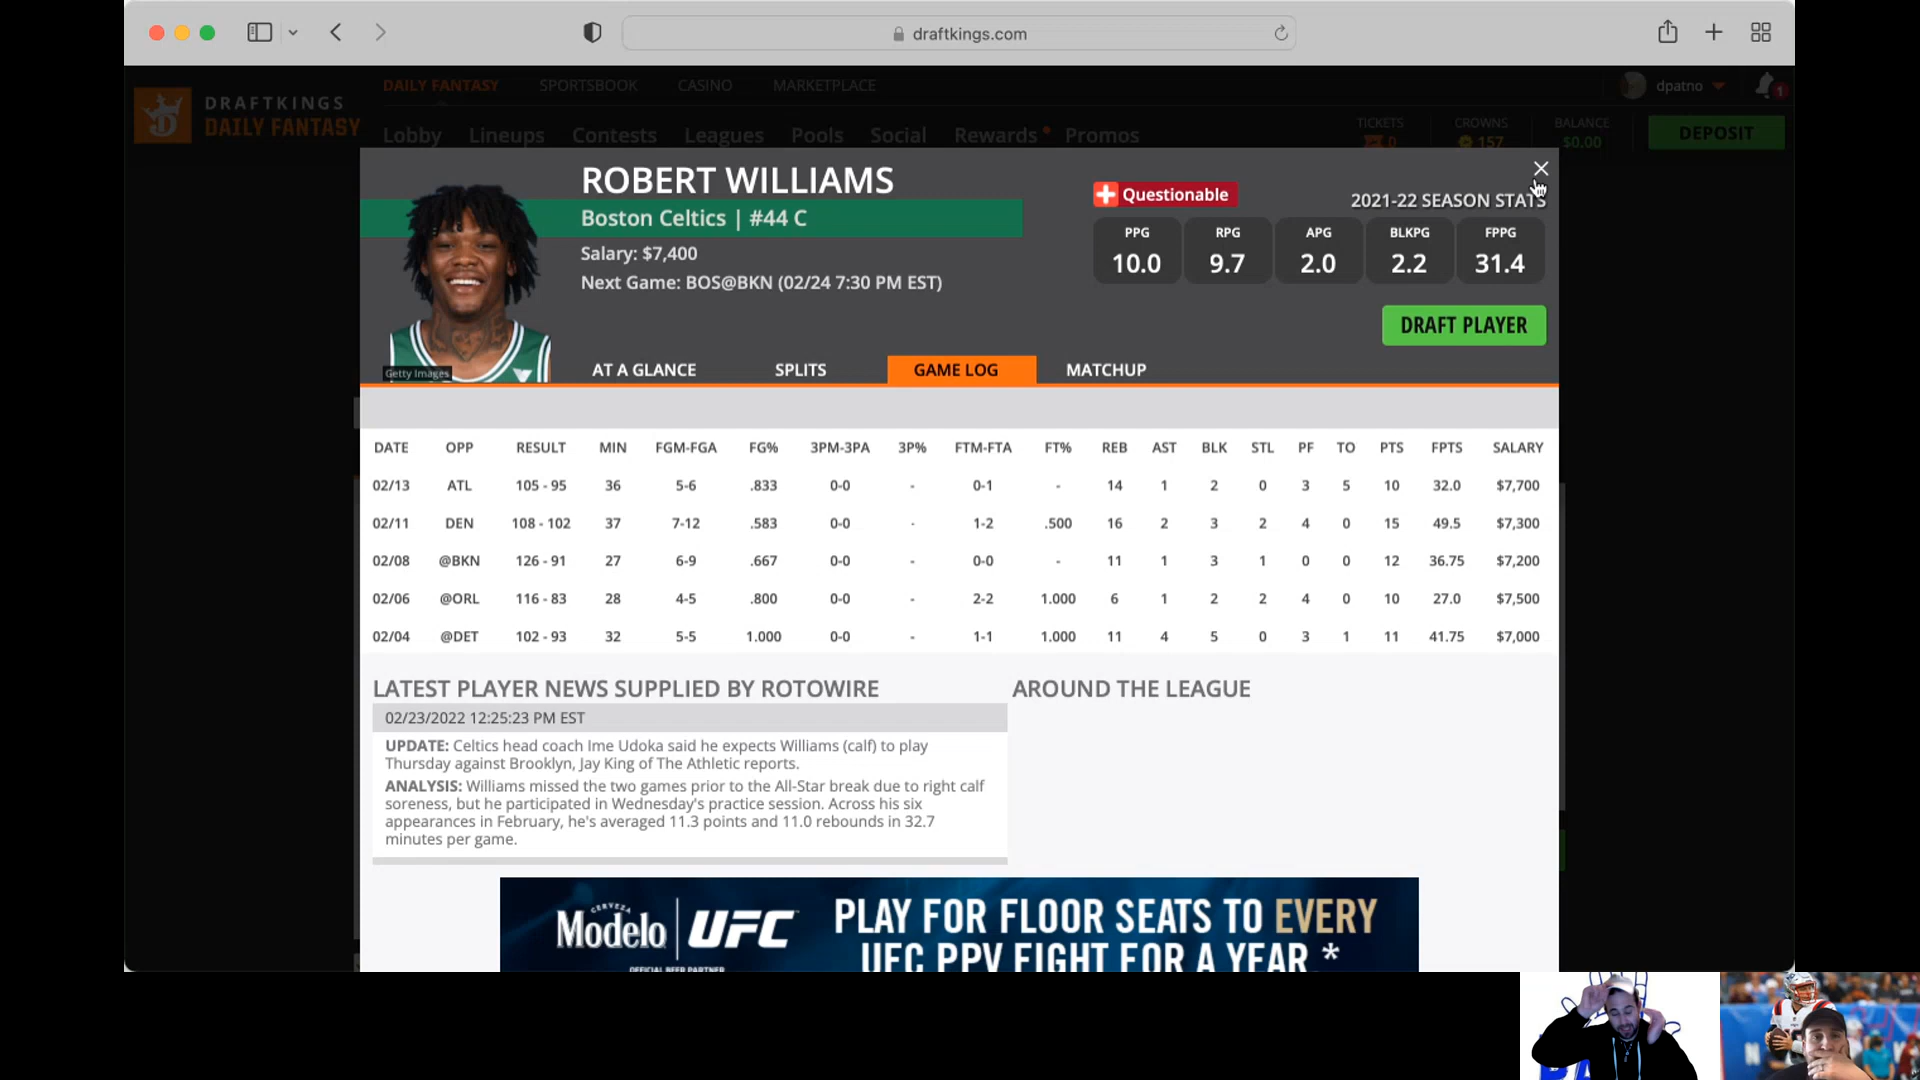 draftkings.com
DRAFTKINGS
DAILY FANTASY
DAILY FANTASY SPORTSBOOK CASINO MARKETPLACE
dpatno
1
Lobby Lineups Contests Leagues Pools Social Rewards Promos
TICKETS CROWNS BALANCE
0 157 $0.00
DEPOSIT
ROBERT WILLIAMS
Boston Celtics | #44 C
Salary: $7,400
Next Game: BOS@BKN (02/24 7:30 PM EST)
Questionable
2021-22 SEASON STATS
PPG RPG APG BLKPG FPPG
10.0 9.7 2.0 2.2 31.4
DRAFT PLAYER
Getty Images
AT A GLANCE SPLITS GAME LOG MATCHUP
DATE OPP RESULT MIN FGM-FGA FG% 3PM-3PA 3P% FTM-FTA FT% REB AST BLK STL PF TO PTS FPTS SALARY
02/13 ATL 105 - 95 36 5-6 .833 0-0 - 0-1 - 14 1 2 0 3 5 10 32.0 $7,700
02/11 DEN 108 - 102 37 7-12 .583 0-0 - 1-2 .500 16 2 3 2 4 0 15 49.5 $7,300
02/08 @BKN 126 - 91 27 6-9 .667 0-0 - 0-0 - 11 1 3 1 0 0 12 36.75 $7,200
02/06 @ORL 116 - 83 28 4-5 .800 0-0 - 2-2 1.000 6 1 2 2 4 0 10 27.0 $7,500
02/04 @DET 102 - 93 32 5-5 1.000 0-0 - 1-1 1.000 11 4 5 0 3 1 11 41.75 $7,000
LATEST PLAYER NEWS SUPPLIED BY ROTOWIRE
AROUND THE LEAGUE
02/23/2022 12:25:23 PM EST
UPDATE: Celtics head coach Ime Udoka said he expects Williams (calf) to play
Thursday against Brooklyn, Jay King of The Athletic reports.
ANALYSIS: Williams missed the two games prior to the All-Star break due to right calf
soreness, but he participated in Wednesday's practice session. Across his six
appearances in February, he's averaged 11.3 points and 11.0 rebounds in 32.7
minutes per game.
CERVEZA
Modelo UFC
OFFICIAL BEER PARTNER
PLAY FOR FLOOR SEATS TO EVERY
UFC PPV FIGHT FOR A YEAR.*